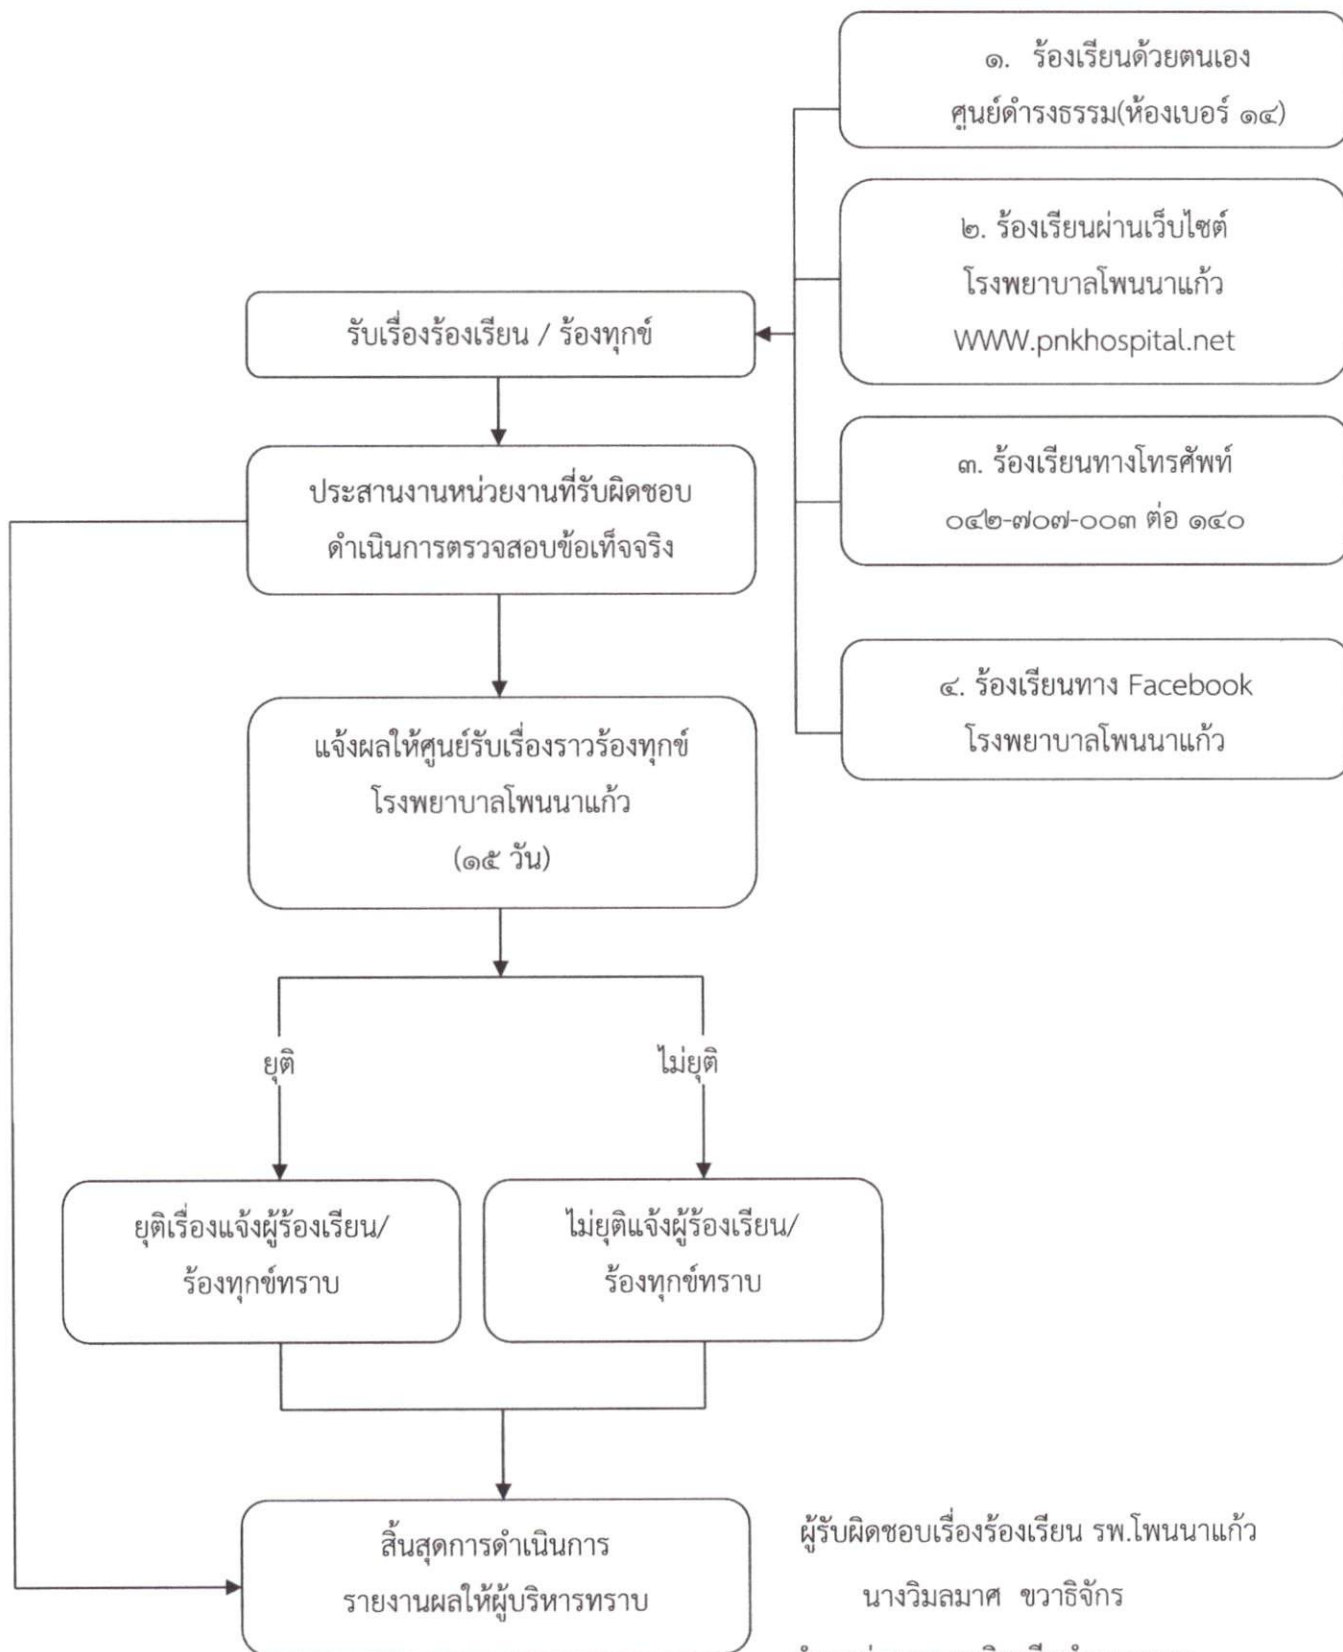 ๑. ร้องเรียนด้วยตนเอง
ศูนย์ดำรงธรรม(ห้องเบอร์ ๑๔)
๒. ร้องเรียนผ่านเว็บไซต์
โรงพยาบาลโพนนาแก้ว
WWW.pnkhospital.net
๓. ร้องเรียนทางโทรศัพท์
๐๔๒-๗๐๗-๐๐๓ ต่อ ๑๔๐
๔. ร้องเรียนทาง Facebook
โรงพยาบาลโพนนาแก้ว
รับเรื่องร้องเรียน / ร้องทุกข์
ประสานงานหน่วยงานที่รับผิดชอบ
ดำเนินการตรวจสอบข้อเท็จจริง
แจ้งผลให้ศูนย์รับเรื่องราวร้องทุกข์
โรงพยาบาลโพนนาแก้ว
(๑๕ วัน)
ยุติ
ไม่ยุติ
ยุติเรื่องแจ้งผู้ร้องเรียน/
ร้องทุกข์ทราบ
ไม่ยุติแจ้งผู้ร้องเรียน/
ร้องทุกข์ทราบ
สิ้นสุดการดำเนินการ
รายงานผลให้ผู้บริหารทราบ
ผู้รับผิดชอบเรื่องร้องเรียน รพ.โพนนาแก้ว
นางวิมลมาศ ขวาธิจักร